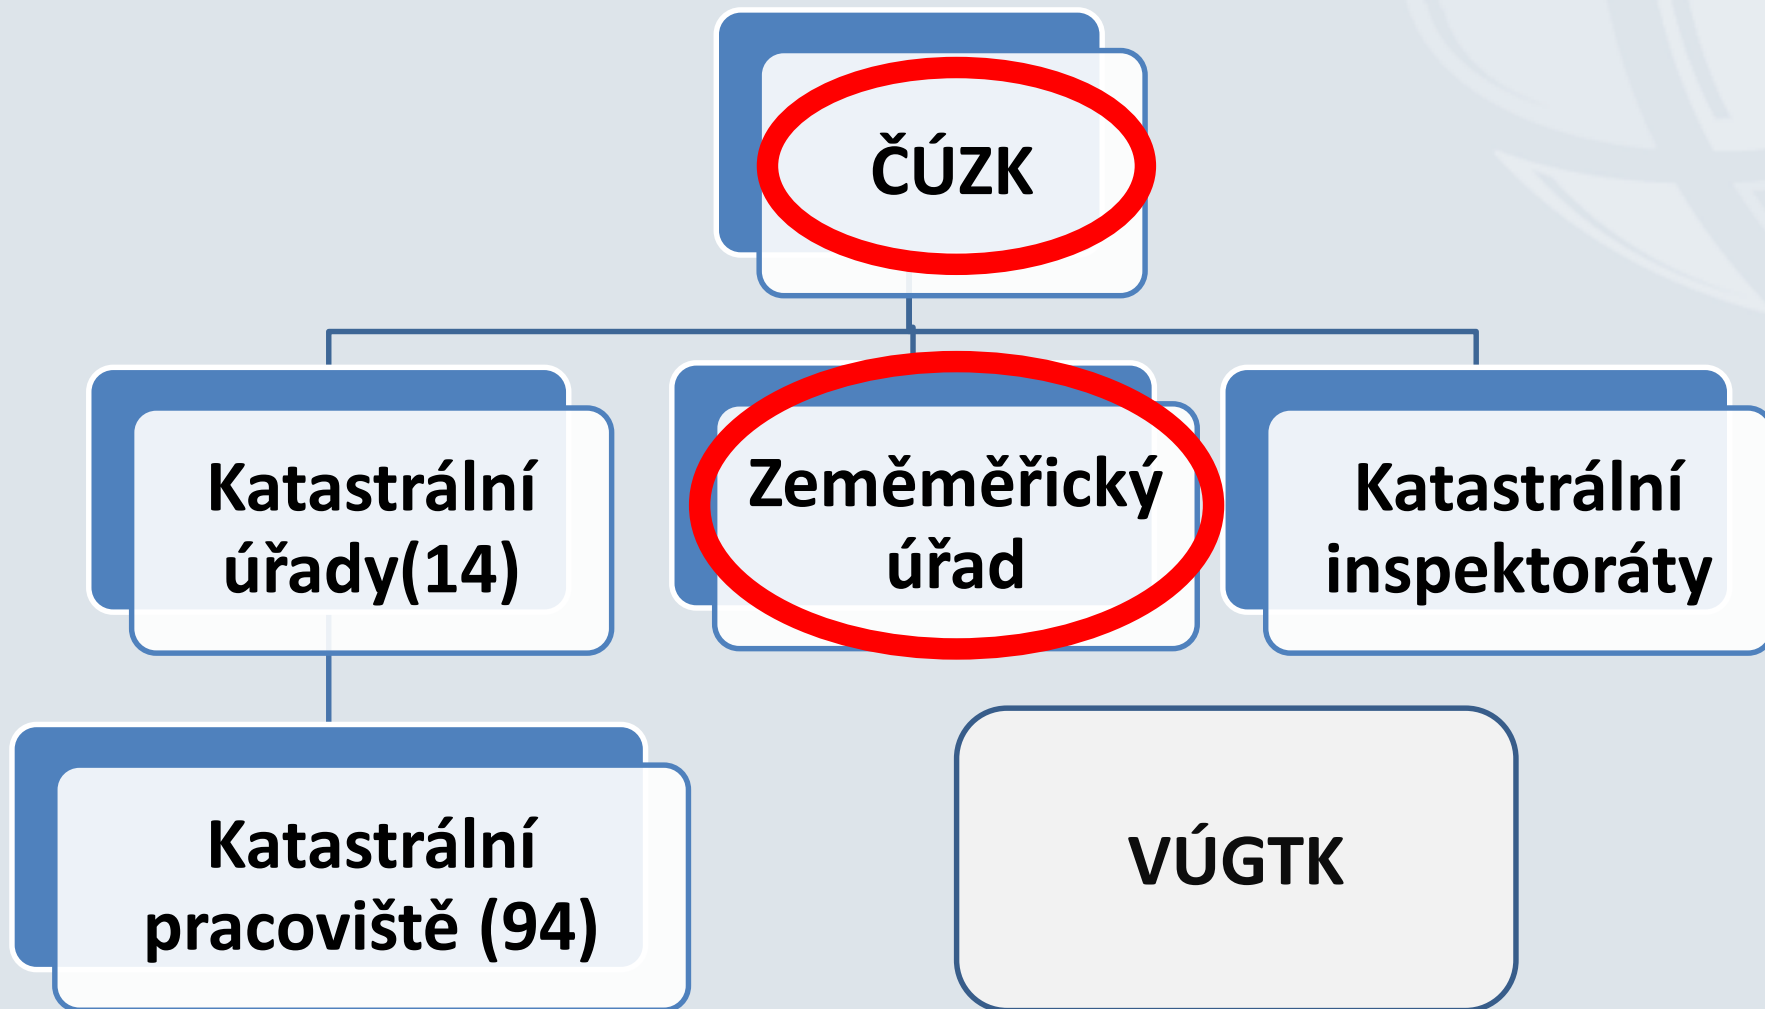 ČÚZK
Katastrální
úřady(14)
Zeměměřický
úřad
Katastrální
inspektoráty
Katastrální
pracoviště (94)
VÚGTK